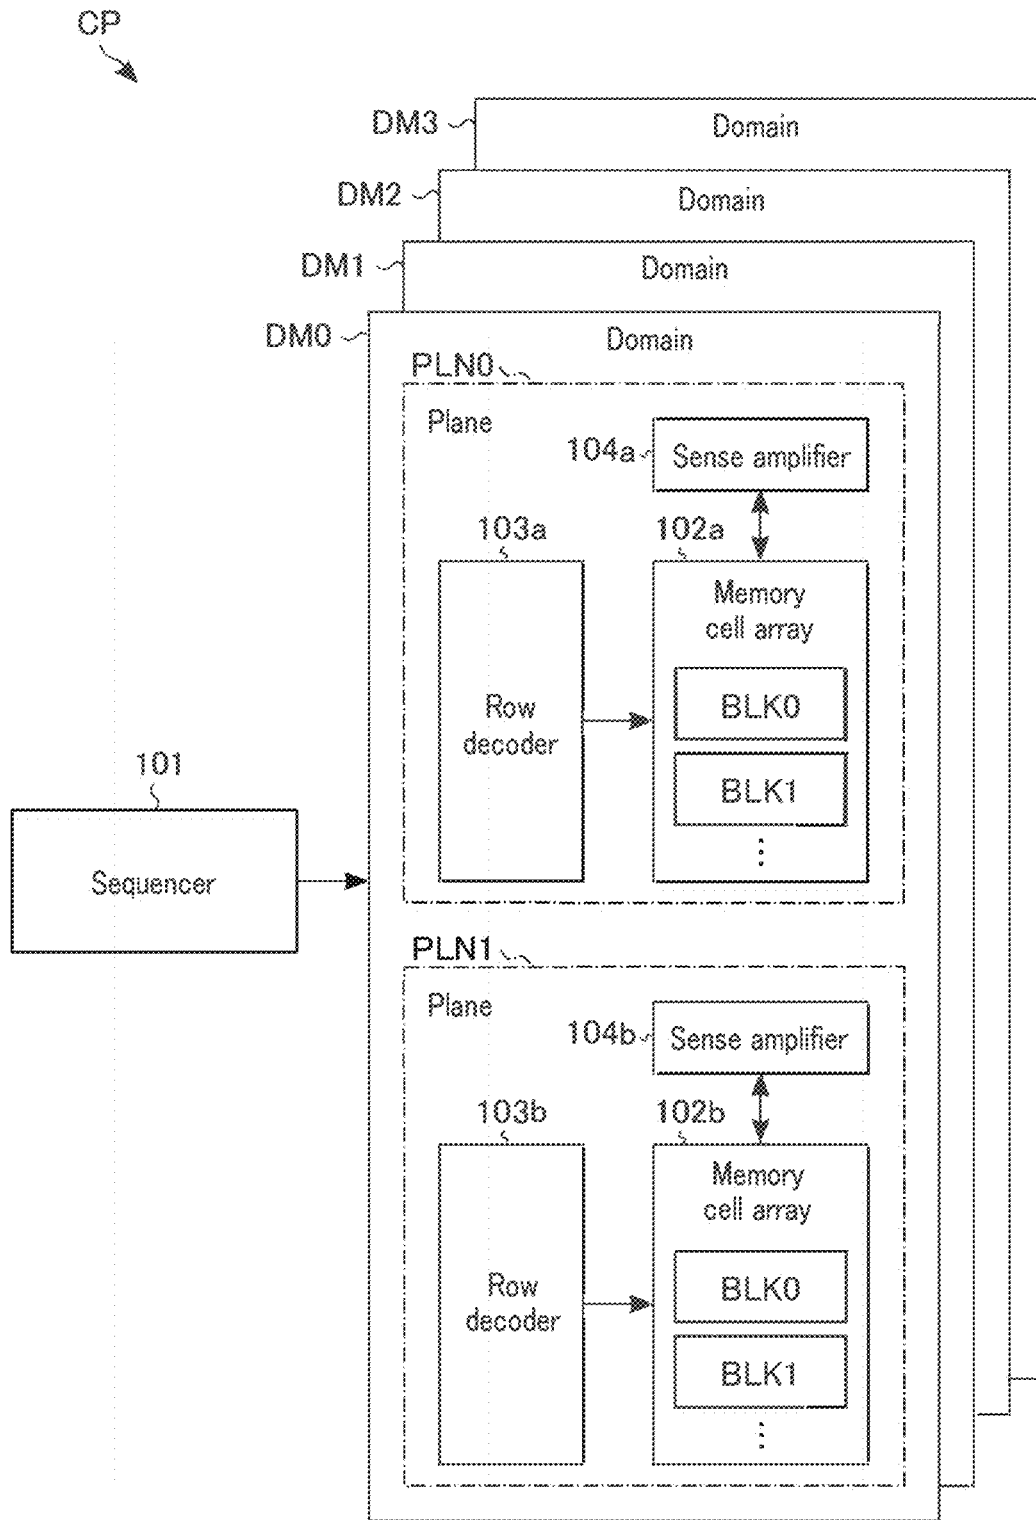 CP
DM3
Domain
DM2
Domain
DM1
Domain
DM0
Domain
PLN0
Plane
104a
Sense amplifier
103a
102a
Memory
cell array
Row
decoder
BLK0
BLK1
101
Sequencer
PLN1
Plane
104b
Sense amplifier
103b
102b
Memory
cell array
Row
decoder
BLK0
BLK1